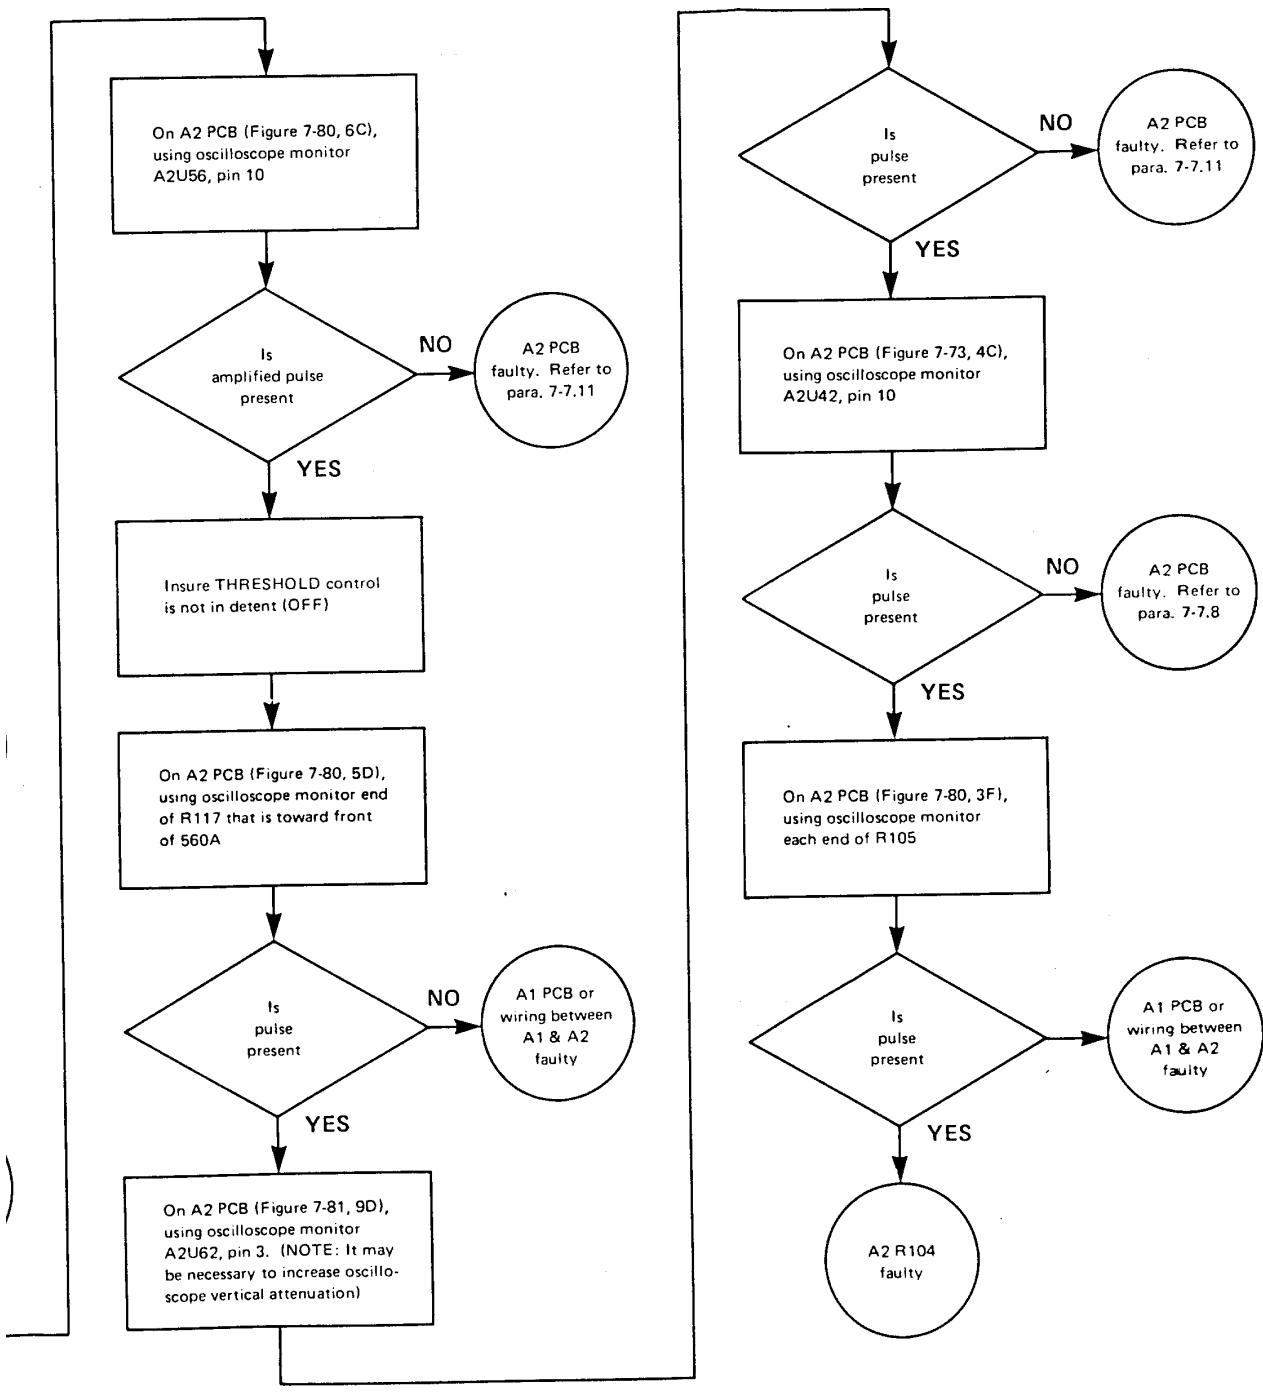 On A2 PCB (Figure 7-80, 6C),
using oscilloscope monitor
A2U56, pin 10
Is
amplified pulse
present
NO
A2 PCB
faulty. Refer to
para. 7-7.11
YES
Insure THRESHOLD control
is not in detent (OFF)
On A2 PCB (Figure 7-80, 5D),
using oscilloscope monitor end
of R117 that is toward front
of 560A
Is
pulse
present
NO
A1 PCB or
wiring between
A1 & A2
faulty
YES
On A2 PCB (Figure 7-81, 9D),
using oscilloscope monitor
A2U62, pin 3. (NOTE: It may
be necessary to increase oscillo-
scope vertical attenuation)
Is
pulse
present
NO
A2 PCB
faulty. Refer to
para. 7-7.11
YES
On A2 PCB (Figure 7-73, 4C),
using oscilloscope monitor
A2U42, pin 10
Is
pulse
present
NO
A2 PCB
faulty. Refer to
para. 7-7.8
YES
On A2 PCB (Figure 7-80, 3F),
using oscilloscope monitor
each end of R105
Is
pulse
present
A1 PCB or
wiring between
A1 & A2
faulty
YES
A2 R104
faulty